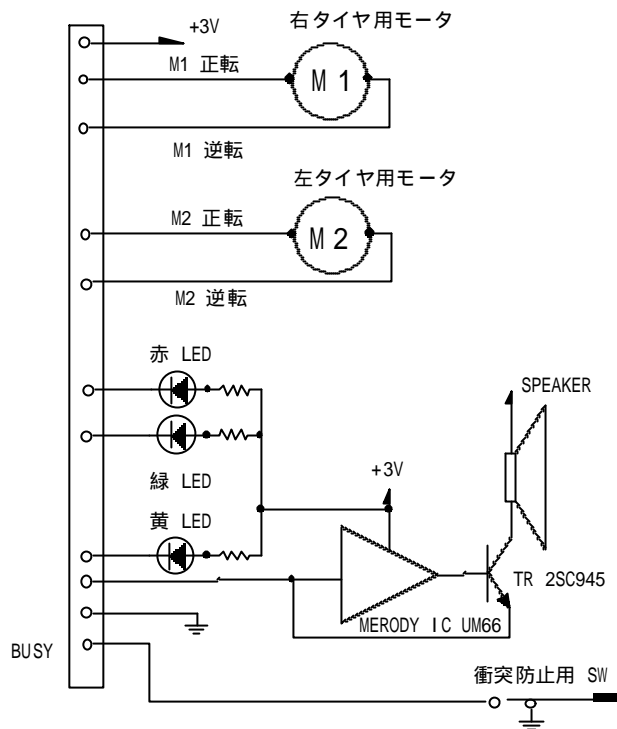 右タイヤ用モータ
+3V
M1 正転
M 1
M1 逆転
左タイヤ用モータ
M2 正転
M 2
M2 逆転
赤 LED
SPEAKER
緑 LED
+3V
黄 LED
TR 2SC945
MERODY IC UM66
BUSY
衝突防止用 SW